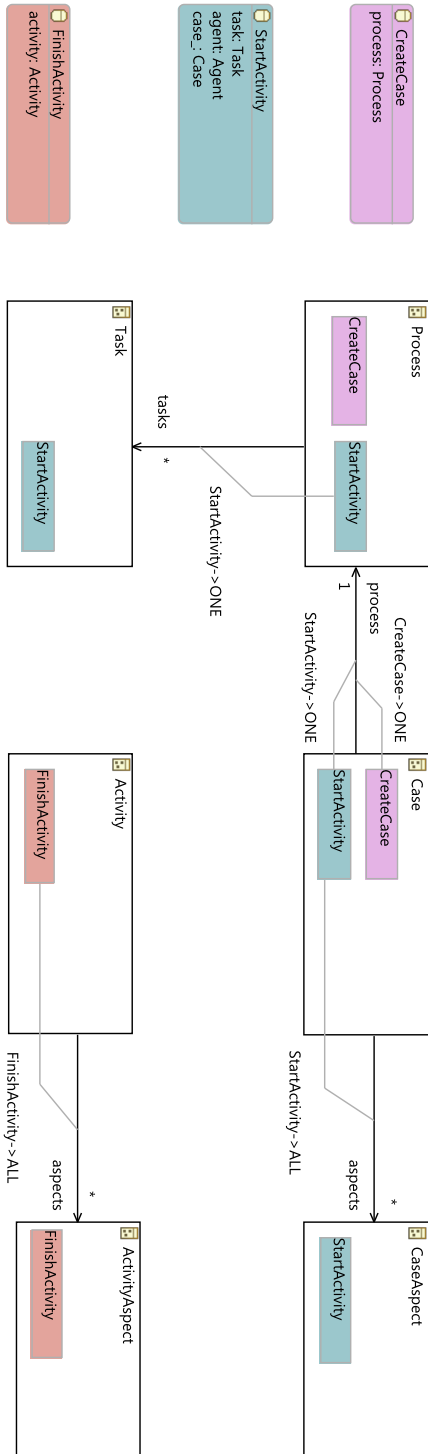 CreateCase
process: Process
StartActivity
task: Task
agent: Agent
case_: Case
FinishActivity
activity: Activity
Process
CreateCase
StartActivity
process
1
CreateCase->ONE
StartActivity->ONE
Case
CreateCase
StartActivity
StartActivity->ALL
aspects
*
CaseAspect
StartActivity
tasks
*
StartActivity->ONE
Task
StartActivity
Activity
FinishActivity
FinishActivity->ALL
aspects
*
ActivityAspect
FinishActivity